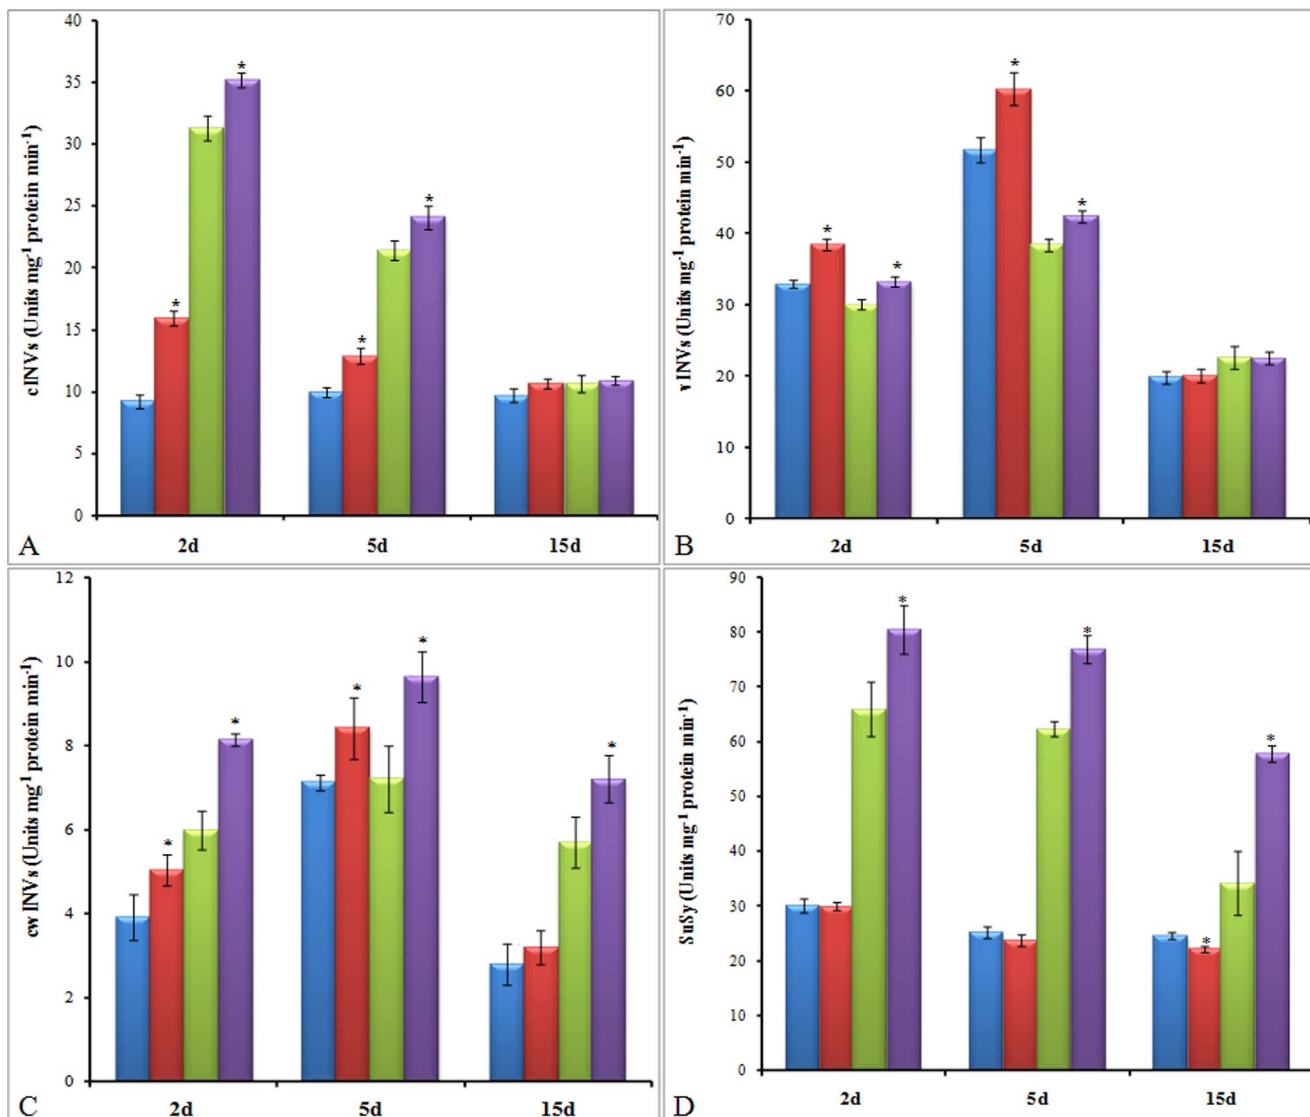 40
35
30
25
20
15
10
5
0
cINVs (Units mg-1 protein min-1)
* * * *
2d 5d 15d
A
70
60
50
40
30
20
10
0
vINVs (Units mg-1 protein min-1)
* * * *
2d 5d 15d
B
12
10
8
6
4
2
0
cw INVs (Units mg-1 protein min-1)
* * * * *
2d 5d 15d
C
90
80
70
60
50
40
30
20
10
0
SuSy (Units mg-1 protein min-1)
* * * *
2d 5d 15d
D